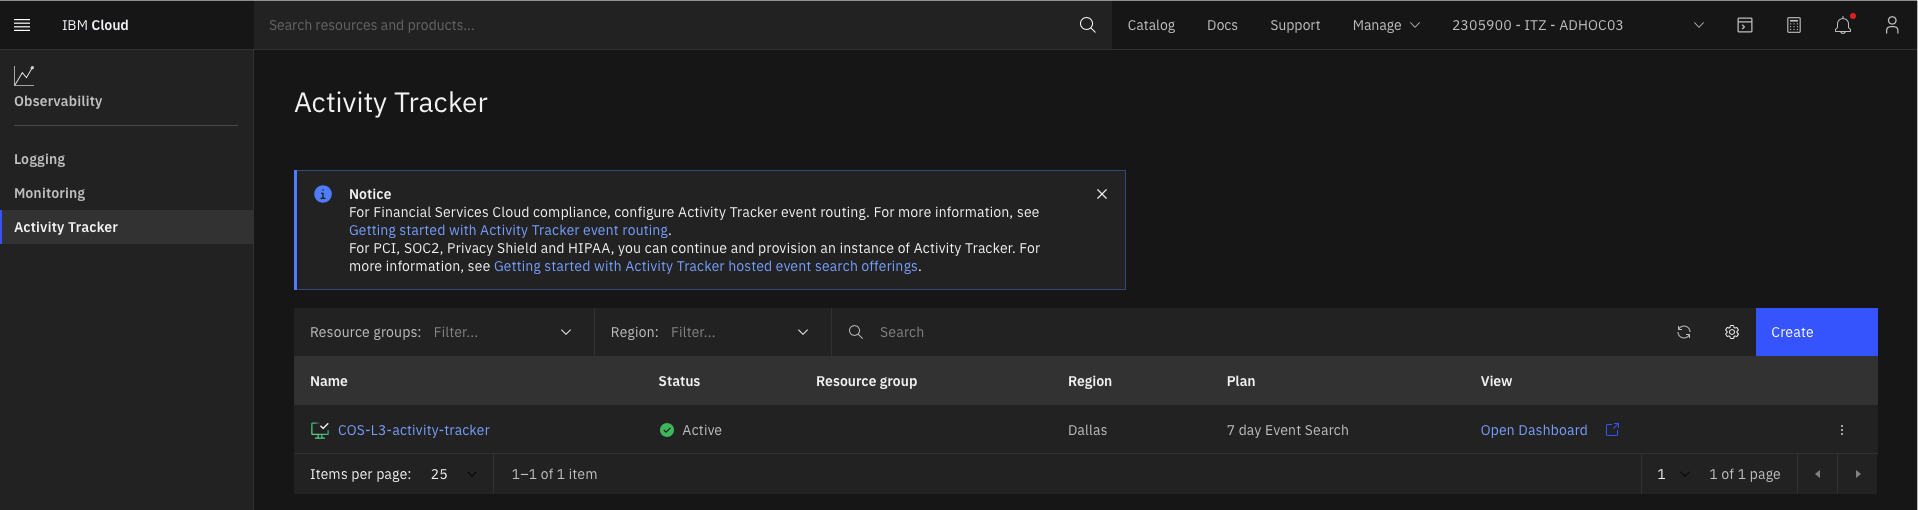 IBM Cloud
Search resources and products...
Catalog
Docs
Support
Manage
2305900 - ITZ - ADHOC03
Observability
Logging
Monitoring
Activity Tracker
Activity Tracker
Notice
For Financial Services Cloud compliance, configure Activity Tracker event routing. For more information, see
Getting started with Activity Tracker event routing.
For PCI, SOC2, Privacy Shield and HIPAA, you can continue and provision an instance of Activity Tracker. For
more information, see Getting started with Activity Tracker hosted event search offerings.
Resource groups: Filter...
Region: Filter...
Search
Create
Name Status Resource group Region Plan View
COS-L3-activity-tracker Active Dallas 7 day Event Search Open Dashboard
Items per page: 25 1–1 of 1 item 1 1 of 1 page